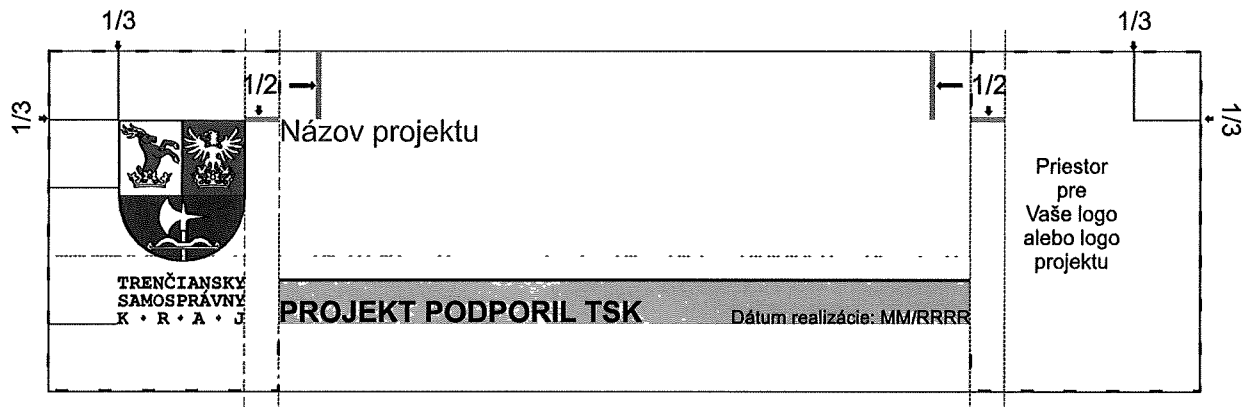 1/3
1/3
1/2
1/2
1/3
1/3
Názov projektu
Priestor
pre
Vaše logo
alebo logo
projektu
TRENČIANSKY
SAMOSPRÁVNY
K • R • A • J
PROJEKT PODPORIL TSK
Dátum realizácie: MM/RRRR